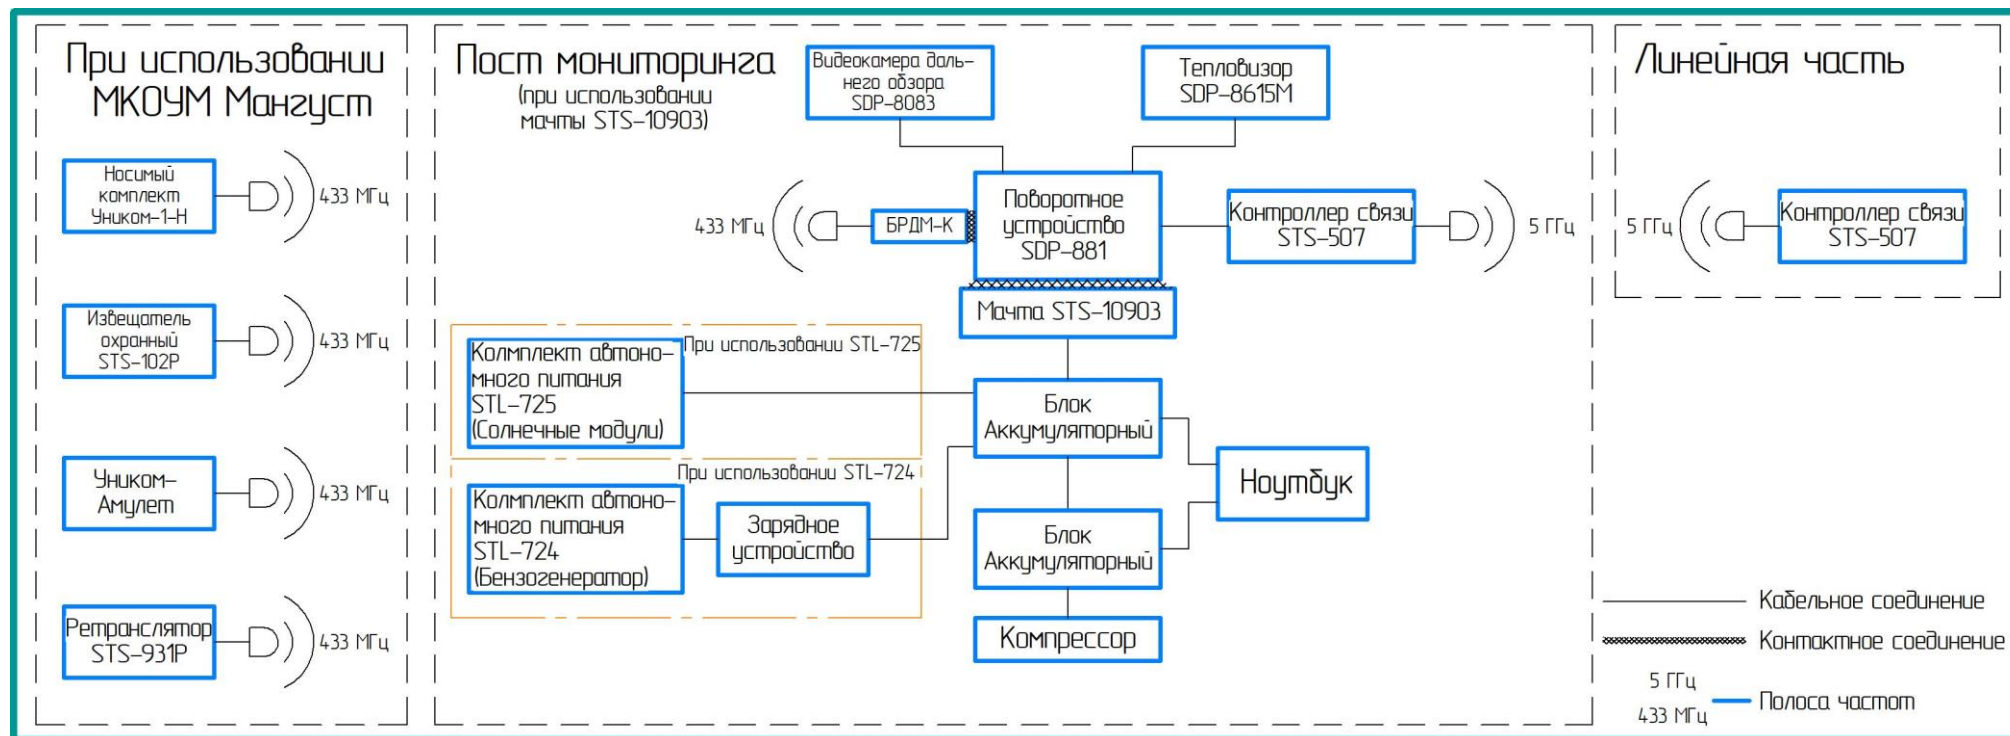 При использовании
МКОУМ Мангуст
Носимый
комплект
Уником-1-Н
433 МГц
Извещатель
охранный
STS-102Р
433 МГц
Уником-
Амулет
433 МГц
Ретранслятор
STS-931Р
433 МГц
Пост мониторинга
(при использовании
мачты STS-10903)
Видеокамера даль-
него обзора
SDP-8083
Тепловизор
SDP-8615М
433 МГц
БРДМ-К
Поворотное
устройство
SDP-881
Контроллер связи
STS-507
5 ГГц
Мачта STS-10903
При использовании STL-725
Колмплект автоно-
много питания
STL-725
(Солнечные модули)
Блок
Аккумуляторный
При использовании STL-724
Колмплект автоно-
много питания
STL-724
(Бензогенератор)
Зарядное
устройство
Ноутбук
Блок
Аккумуляторный
Компрессор
Линейная часть
5 ГГц
Контроллер связи
STS-507
Кабельное соединение
Контактное соединение
5 ГГц
433 МГц
Полоса частот